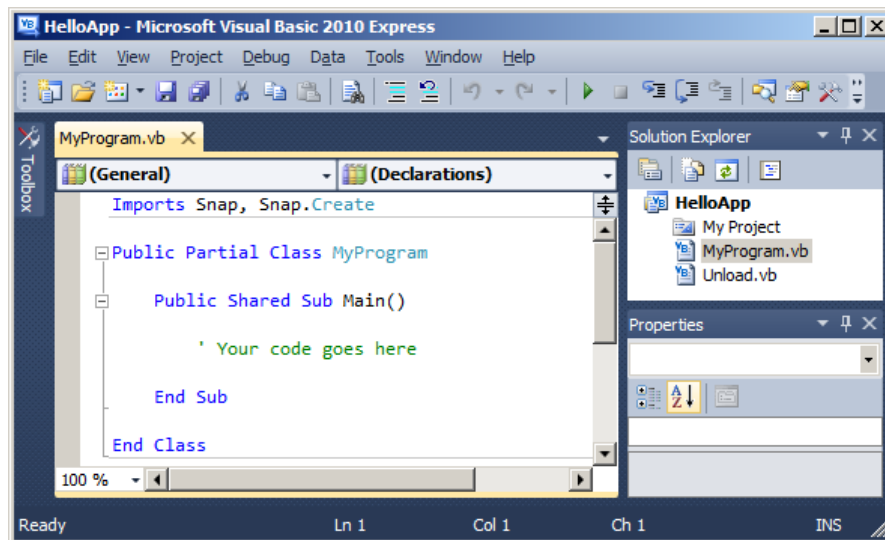 HelloApp - Microsoft Visual Basic 2010 Express
File Edit View Project Debug Data Tools Window Help
Toolbox
MyProgram.vb
(General) (Declarations)
Imports Snap, Snap.Create
Public Partial Class MyProgram
Public Shared Sub Main()
' Your code goes here
End Sub
End Class
100 %
Solution Explorer
HelloApp
My Project
MyProgram.vb
Unload.vb
Properties
Ready Ln 1 Col 1 Ch 1 INS